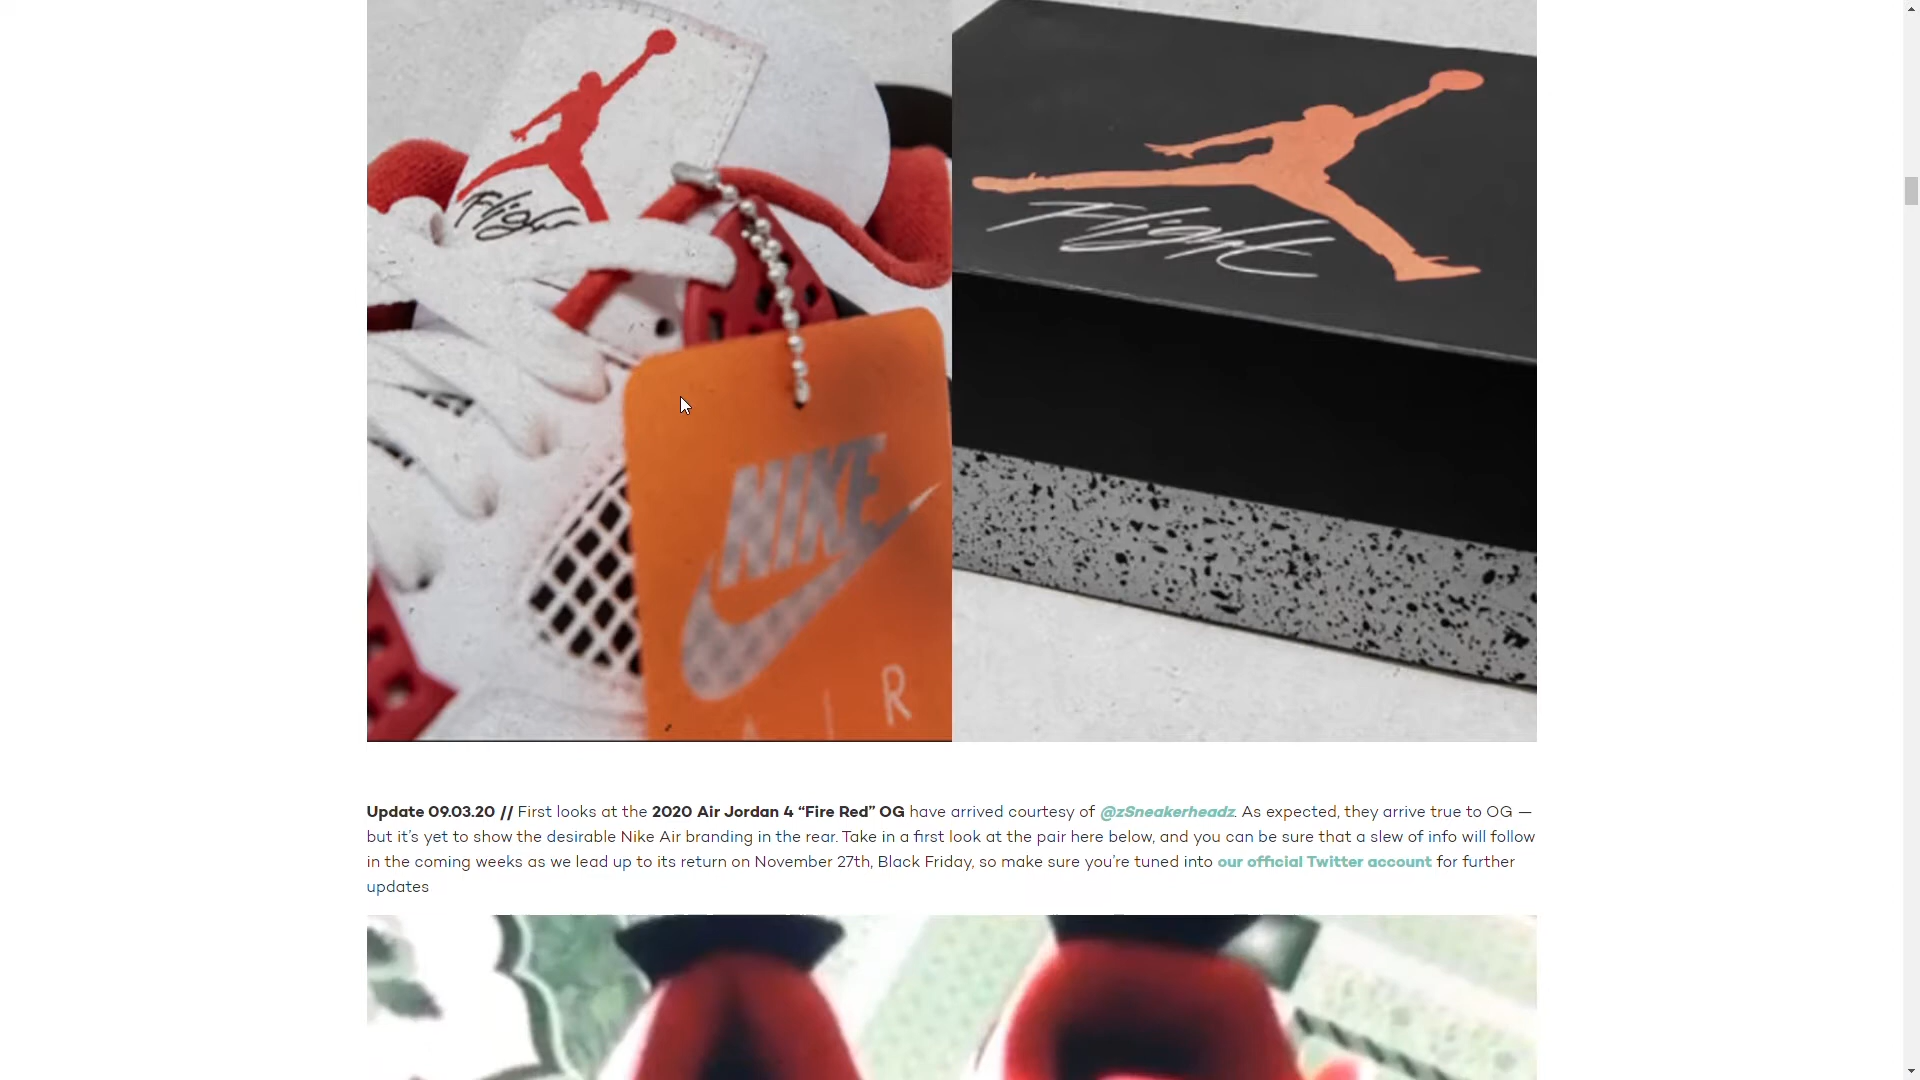 Flight
Flight
NIKE
AIR
Update 09.03.20 // First looks at the 2020 Air Jordan 4 “Fire Red” OG have arrived courtesy of @zSneakerheadz. As expected, they arrive true to OG —
but it’s yet to show the desirable Nike Air branding in the rear. Take in a first look at the pair here below, and you can be sure that a slew of info will follow
in the coming weeks as we lead up to its return on November 27th, Black Friday, so make sure you’re tuned into our official Twitter account for further
updates